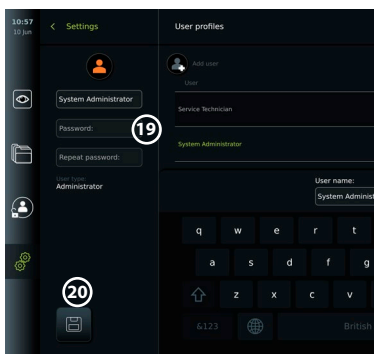 10:57
10 Jun
Settings
User profiles
Add user
User
System Administrator
Service Technician
Password:
19
System Administrator
Repeat password:
User type:
Administrator
User name:
System Administ
q w e r t
a s d f g
20
z x c v
&123
British